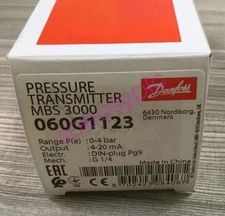 PRESSURE
TRANSMITTER
MBS 3000
060G1123
Danfoss
6430 Nordborg,
Denmark
Range P(e) : 0-4 bar
Output : 4-20 mA
Electr. : DIN-plug Pg9
Mech. : G 1/4
EAC
Made in China